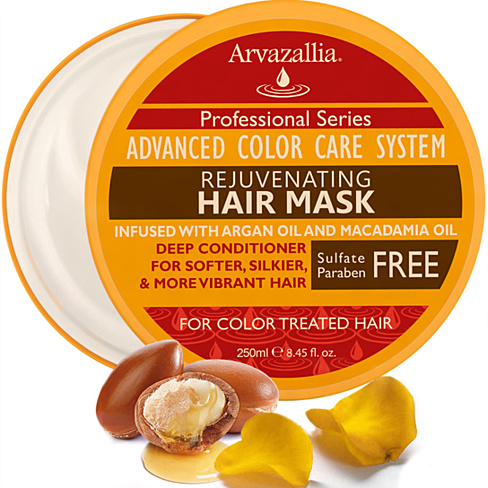 Arvazallia®
Professional Series
ADVANCED COLOR CARE SYSTEM
REJUVENATING
HAIR MASK
INFUSED WITH ARGAN OIL AND MACADAMIA OIL
DEEP CONDITIONER
FOR SOFTER, SILKIER,
& MORE VIBRANT HAIR
Sulfate
Paraben FREE
FOR COLOR TREATED HAIR
250ml ℮ 8.45 fl. oz.